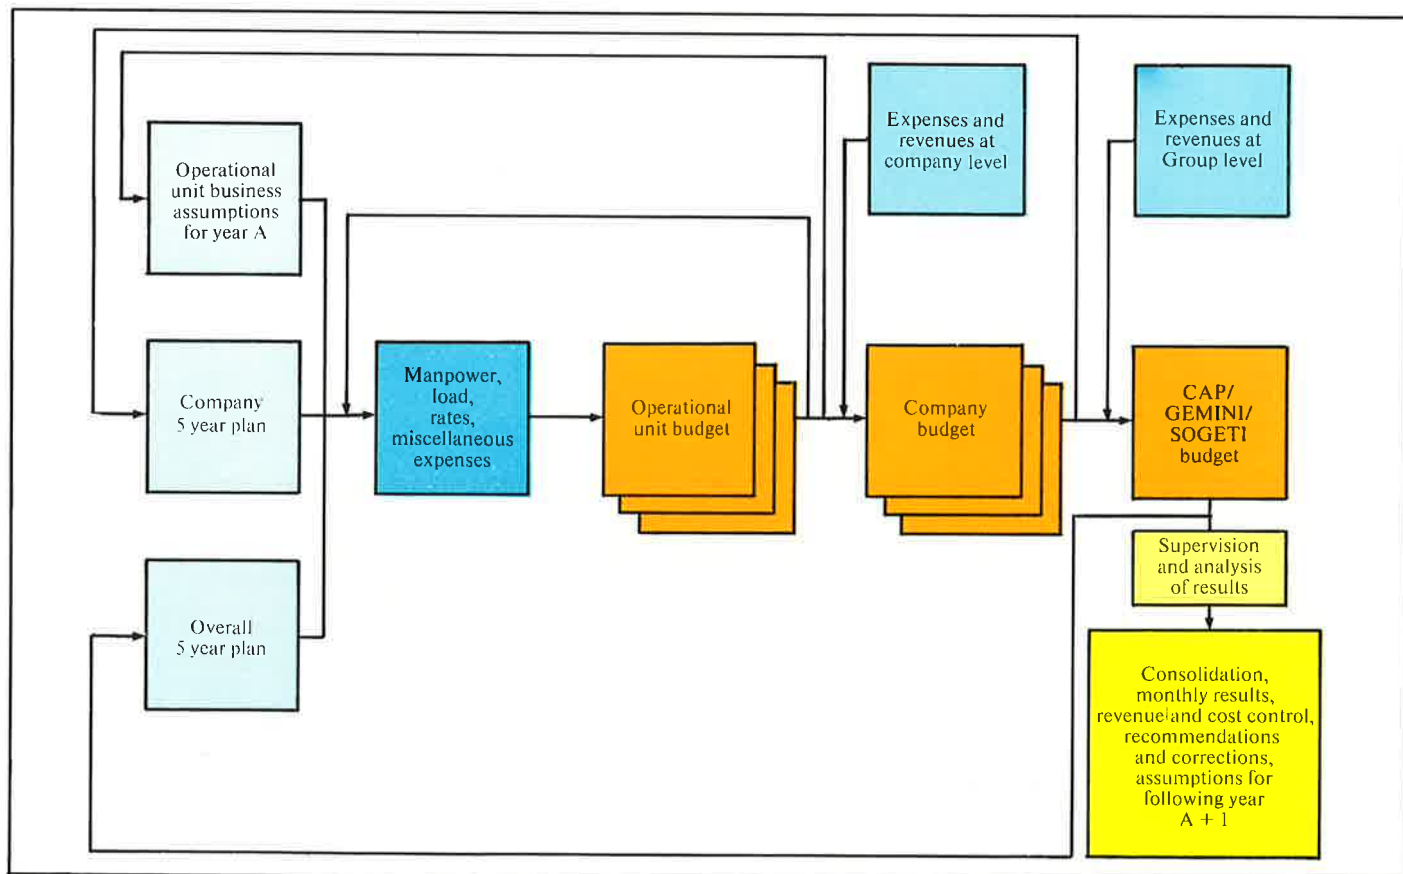 Expenses and
revenues at
company level
Expenses and
revenues at
Group level
Operational
unit business
assumptions
for year A
Company
5 year plan
Manpower,
load,
rates,
miscellaneous
expenses
Operational
unit budget
Company
budget
CAP/
GEMINI/
SOGETI
budget
Supervision
and analysis
of results
Overall
5 year plan
Consolidation,
monthly results,
revenue and cost control,
recommendations
and corrections,
assumptions for
following year
A + 1